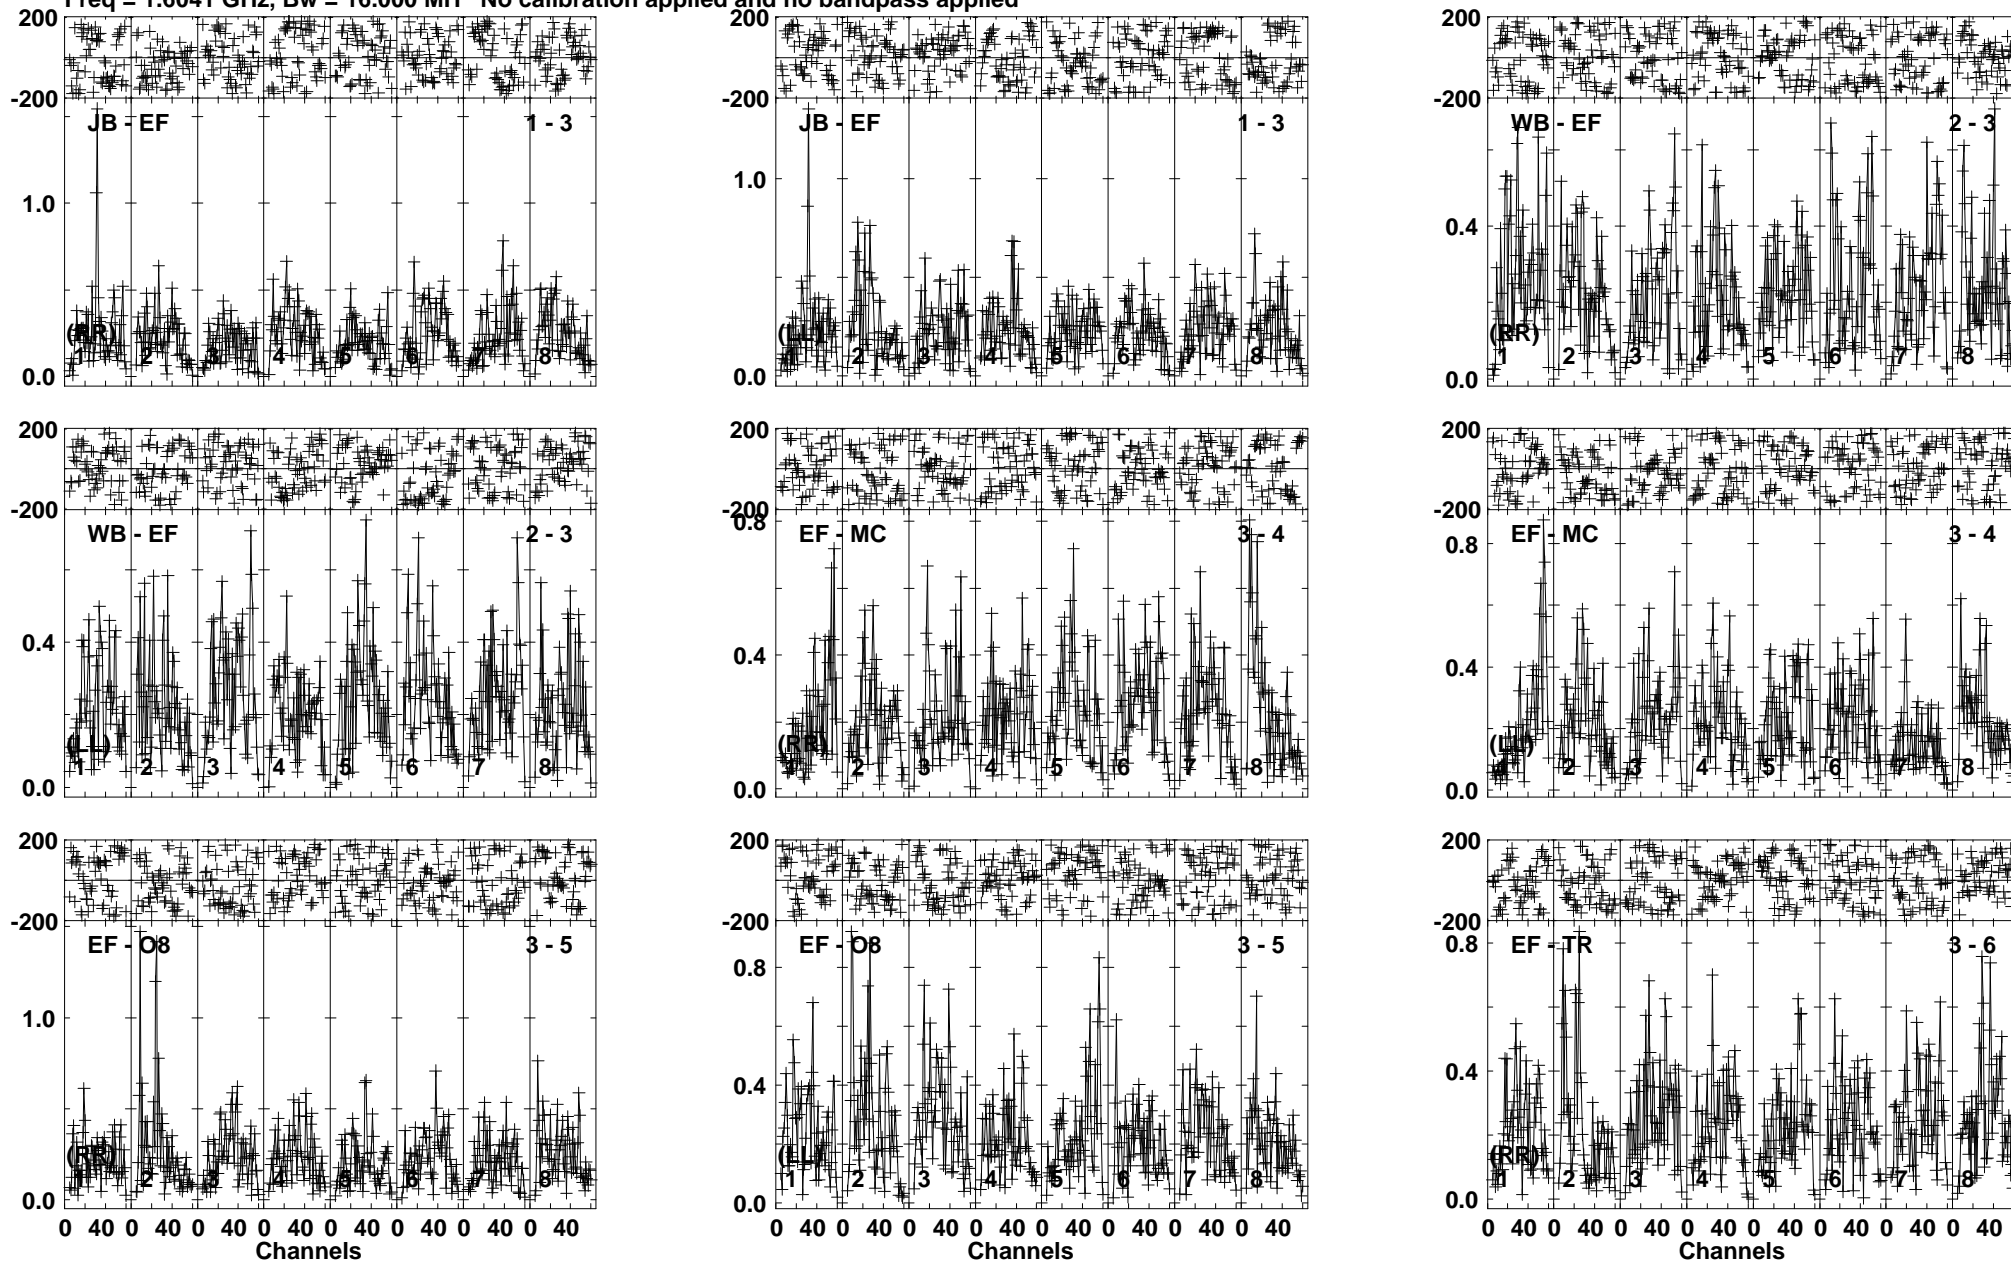 Freq = 1.6041 GHz, Bw = 16.000 MH No calibration applied and no bandpass applied
200 200 200
-200 -200 -200
JB - EF 1 - 3 JB - EF 1 - 3 WB - EF 2 - 3
1.0 1.0 0.4
(RR) (LL) (RR)
1 2 3 4 5 6 7 8 1 2 3 4 5 6 7 8 1 2 3 4 5 6 7 8
0.0 0.0 0.0
200 200 200
-200 -200 -200
0.8
WB - EF 2 - 3 EF - MC 3 - 4 EF - MC 3 - 4
0.8
0.4 0.4 0.4
(LL) (RR) (LL)
1 2 3 4 5 6 7 8 1 2 3 4 5 6 7 8 1 2 3 4 5 6 7 8
0.0 0.0 0.0
200 200 200
-200 -200 -200
EF - O8 3 - 5 EF - O8 3 - 5 EF - TR 3 - 6
0.8 0.8
1.0 0.4 0.4
(RR) (LL) (RR)
1 2 3 4 5 6 7 8 1 2 3 4 5 6 7 8 1 2 3 4 5 6 7 8
0.0 0.0 0.0
0 40 0 40 0 40 0 40 0 40 0 40 0 40 0 40 0 40 0 40 0 40 0 40 0 40 0 40 0 40 0 40 0 40 0 40 0 40 0 40 0 40 0 40 0 40 0 40
Channels Channels Channels